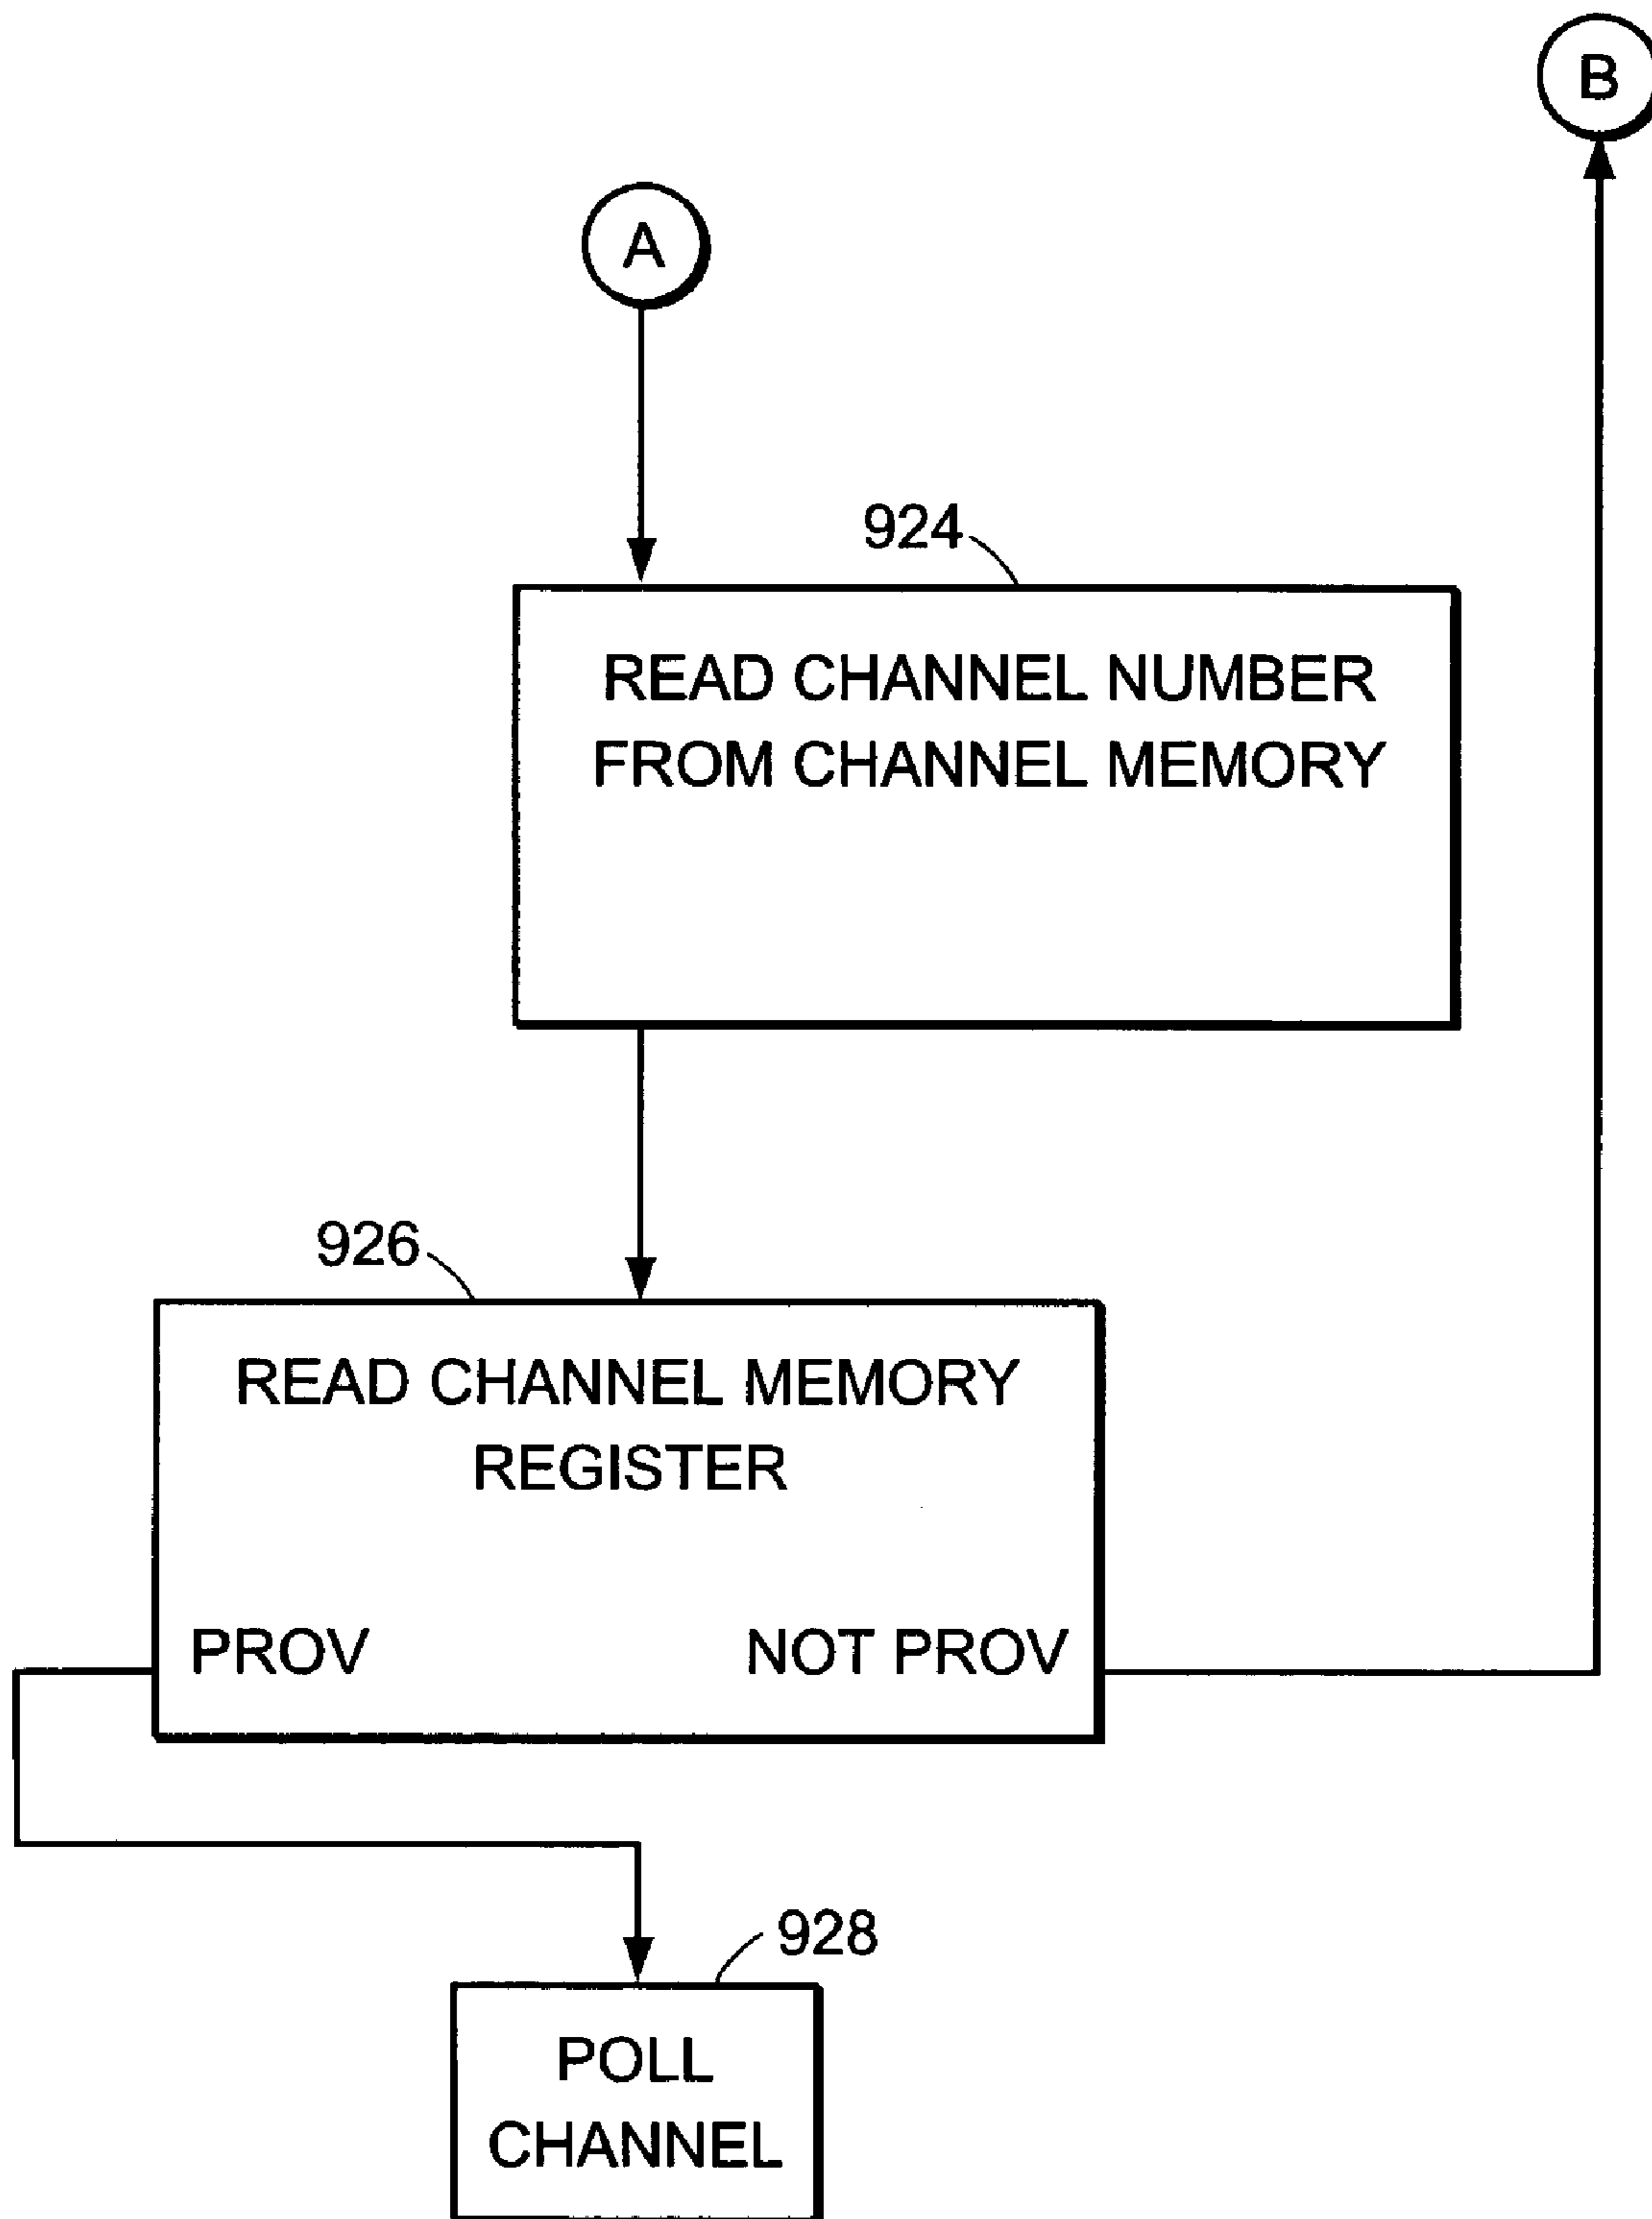 B
A
924
READ CHANNEL NUMBER
FROM CHANNEL MEMORY
926
READ CHANNEL MEMORY
REGISTER
PROV
NOT PROV
928
POLL
CHANNEL